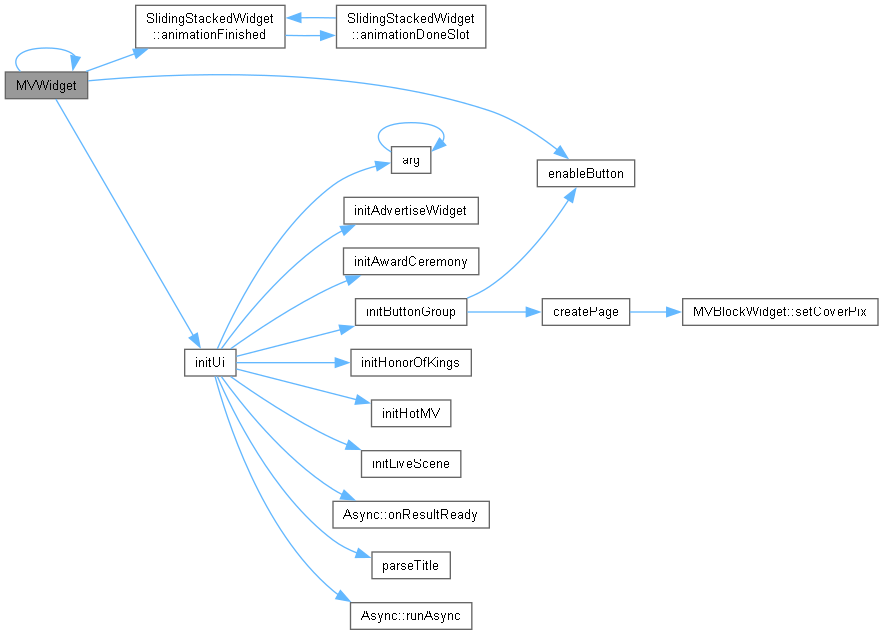 SlidingStackedWidget
::animationFinished
SlidingStackedWidget
::animationDoneSlot
MVWidget
arg
enableButton
initAdvertiseWidget
initAwardCeremony
initButtonGroup
createPage
MVBlockWidget::setCoverPix
initUi
initHonorOfKings
initHotMV
initLiveScene
Async::onResultReady
parseTitle
Async::runAsync